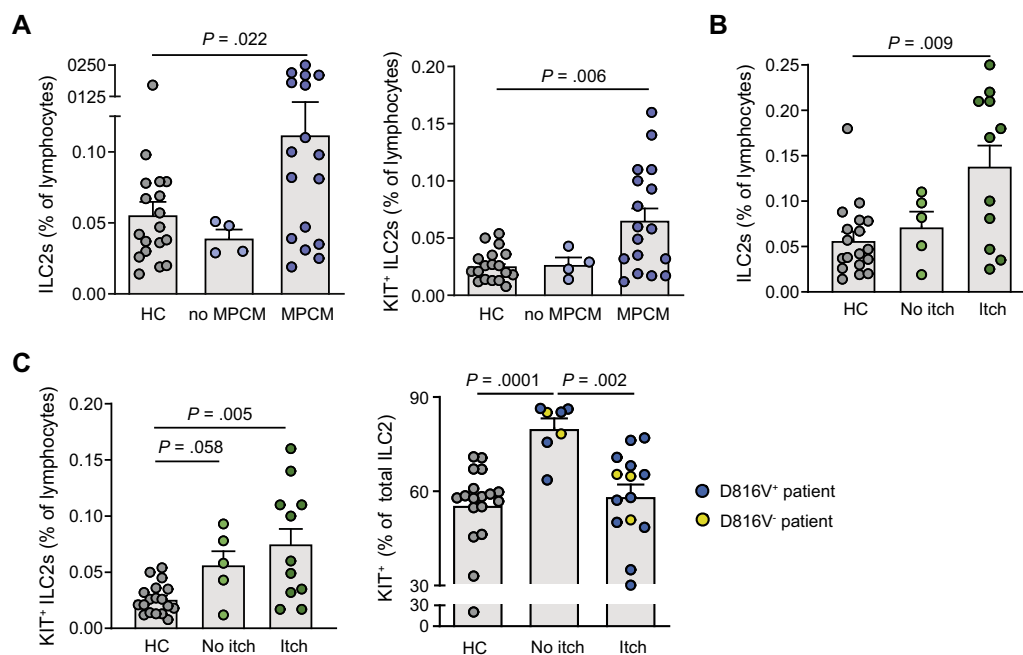 A
P = .022
ILC2s (% of lymphocytes)
0250
0125
0.10
0.05
0.00
HC no MPCM MPCM
P = .006
KIT⁺ ILC2s (% of lymphocytes)
0.20
0.15
0.10
0.05
0.00
HC no MPCM MPCM
B
P = .009
ILC2s (% of lymphocytes)
0.25
0.20
0.15
0.10
0.05
0.00
HC No itch Itch
C
P = .005
P = .058
KIT⁺ ILC2s (% of lymphocytes)
0.20
0.15
0.10
0.05
0.00
HC No itch Itch
P = .0001 P = .002
KIT⁺ (% of total ILC2)
90
60
30
30
0
HC No itch Itch
D816V⁺ patient
D816V⁻ patient